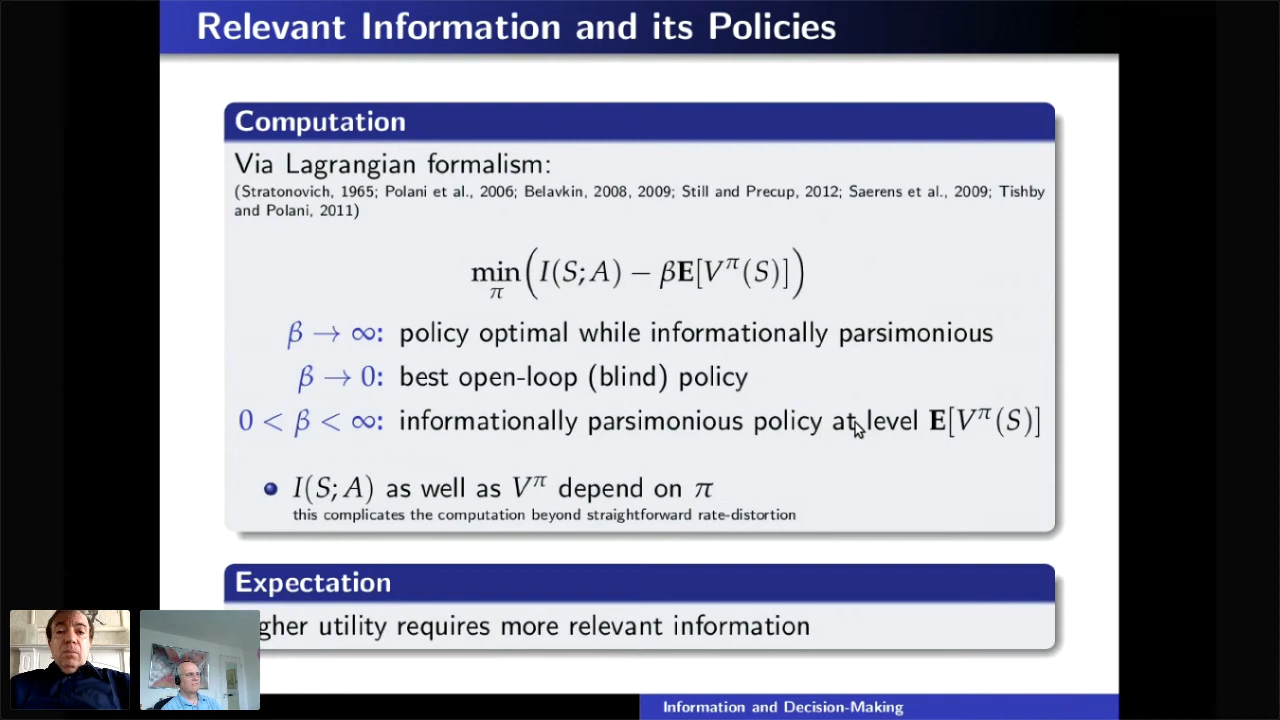 Relevant Information and its Policies
Computation
Via Lagrangian formalism:
(Stratonovich, 1965; Polani et al., 2006; Belavkin, 2008, 2009; Still and Precup, 2012; Saerens et al., 2009; Tishby
and Polani, 2011)
min_π (I(S; A) − βE[V^π(S)])
β → ∞: policy optimal while informationally parsimonious
β → 0: best open-loop (blind) policy
0 < β < ∞: informationally parsimonious policy at level E[V^π(S)]
I(S; A) as well as V^π depend on π
this complicates the computation beyond straightforward rate-distortion
Expectation
gher utility requires more relevant information
Information and Decision-Making